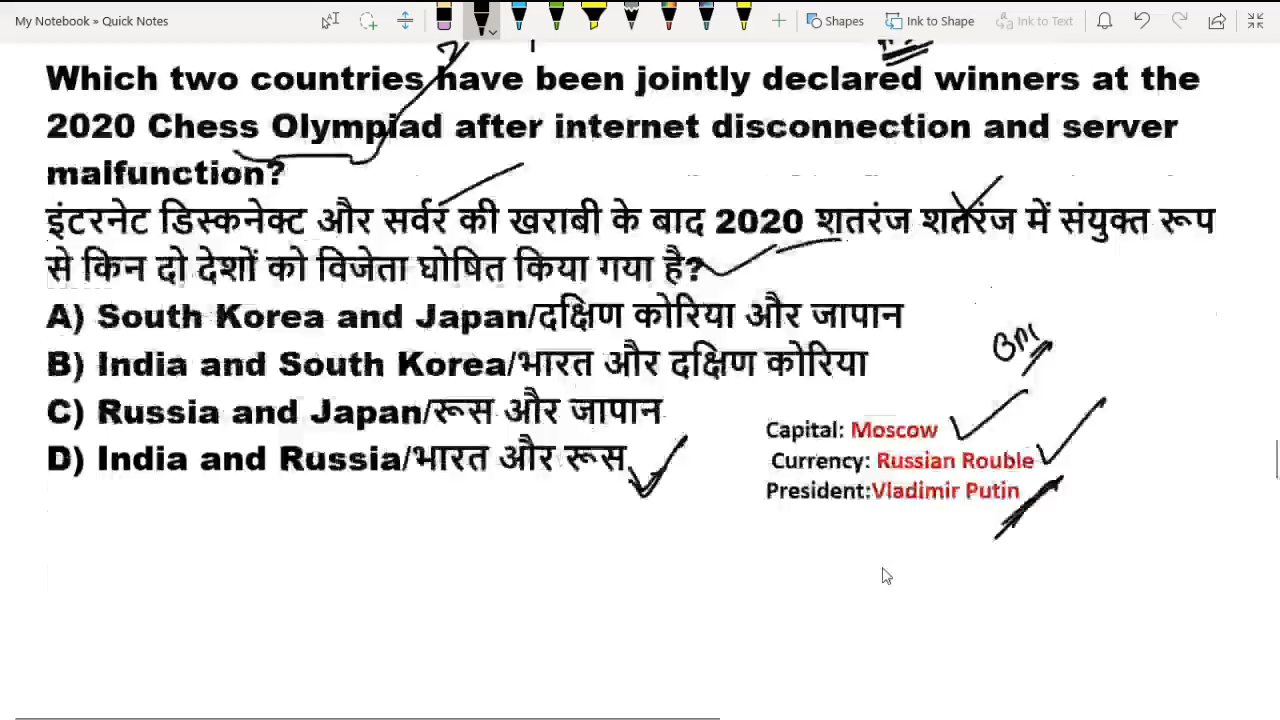 My Notebook » Quick Notes
Shapes
Ink to Shape
Ink to Text
Which two countries have been jointly declared winners at the
2020 Chess Olympiad after internet disconnection and server
malfunction?
इंटरनेट डिस्कनेक्ट और सर्वर की खराबी के बाद 2020 शतरंज शतरंज में संयुक्त रूप
से किन दो देशों को विजेता घोषित किया गया है?
A) South Korea and Japan/दक्षिण कोरिया और जापान
B) India and South Korea/भारत और दक्षिण कोरिया
C) Russia and Japan/रूस और जापान
D) India and Russia/भारत और रूस
Capital: Moscow
Currency: Russian Rouble
President:Vladimir Putin